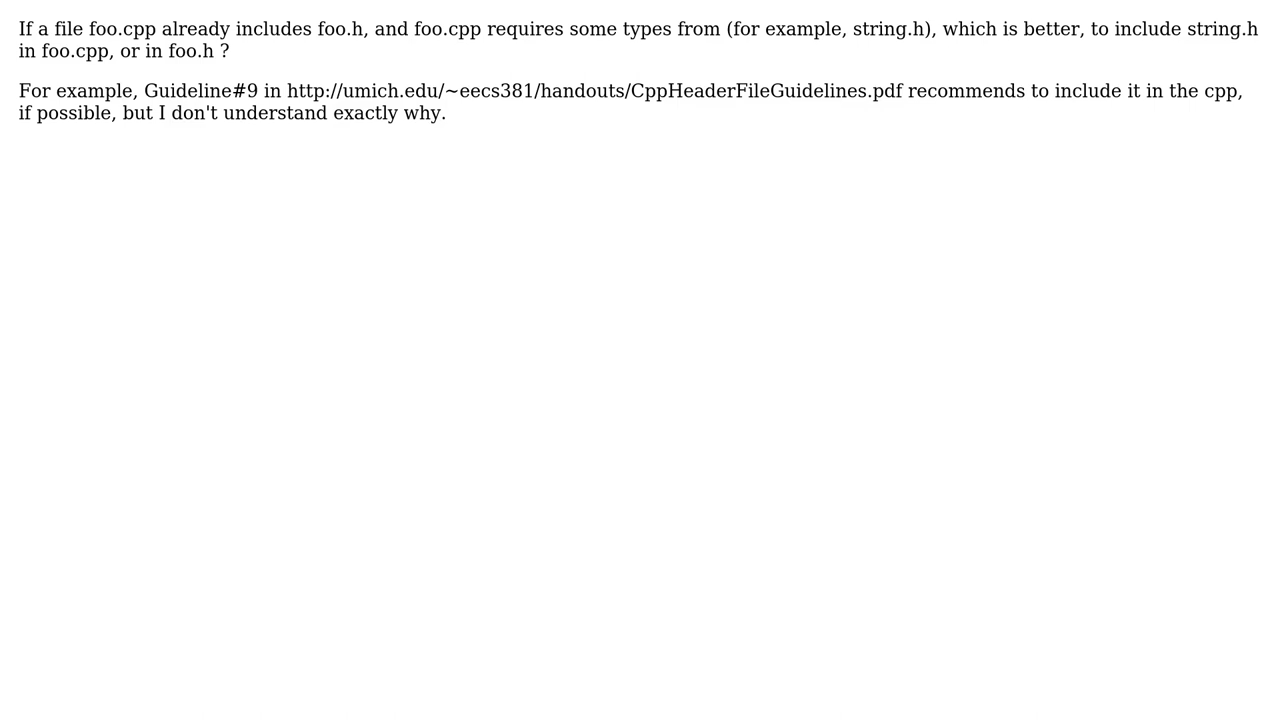 If a file foo.cpp already includes foo.h, and foo.cpp requires some types from (for example, string.h), which is better, to include string.h
in foo.cpp, or in foo.h ?
For example, Guideline#9 in http://umich.edu/~eecs381/handouts/CppHeaderFileGuidelines.pdf recommends to include it in the cpp,
if possible, but I don't understand exactly why.